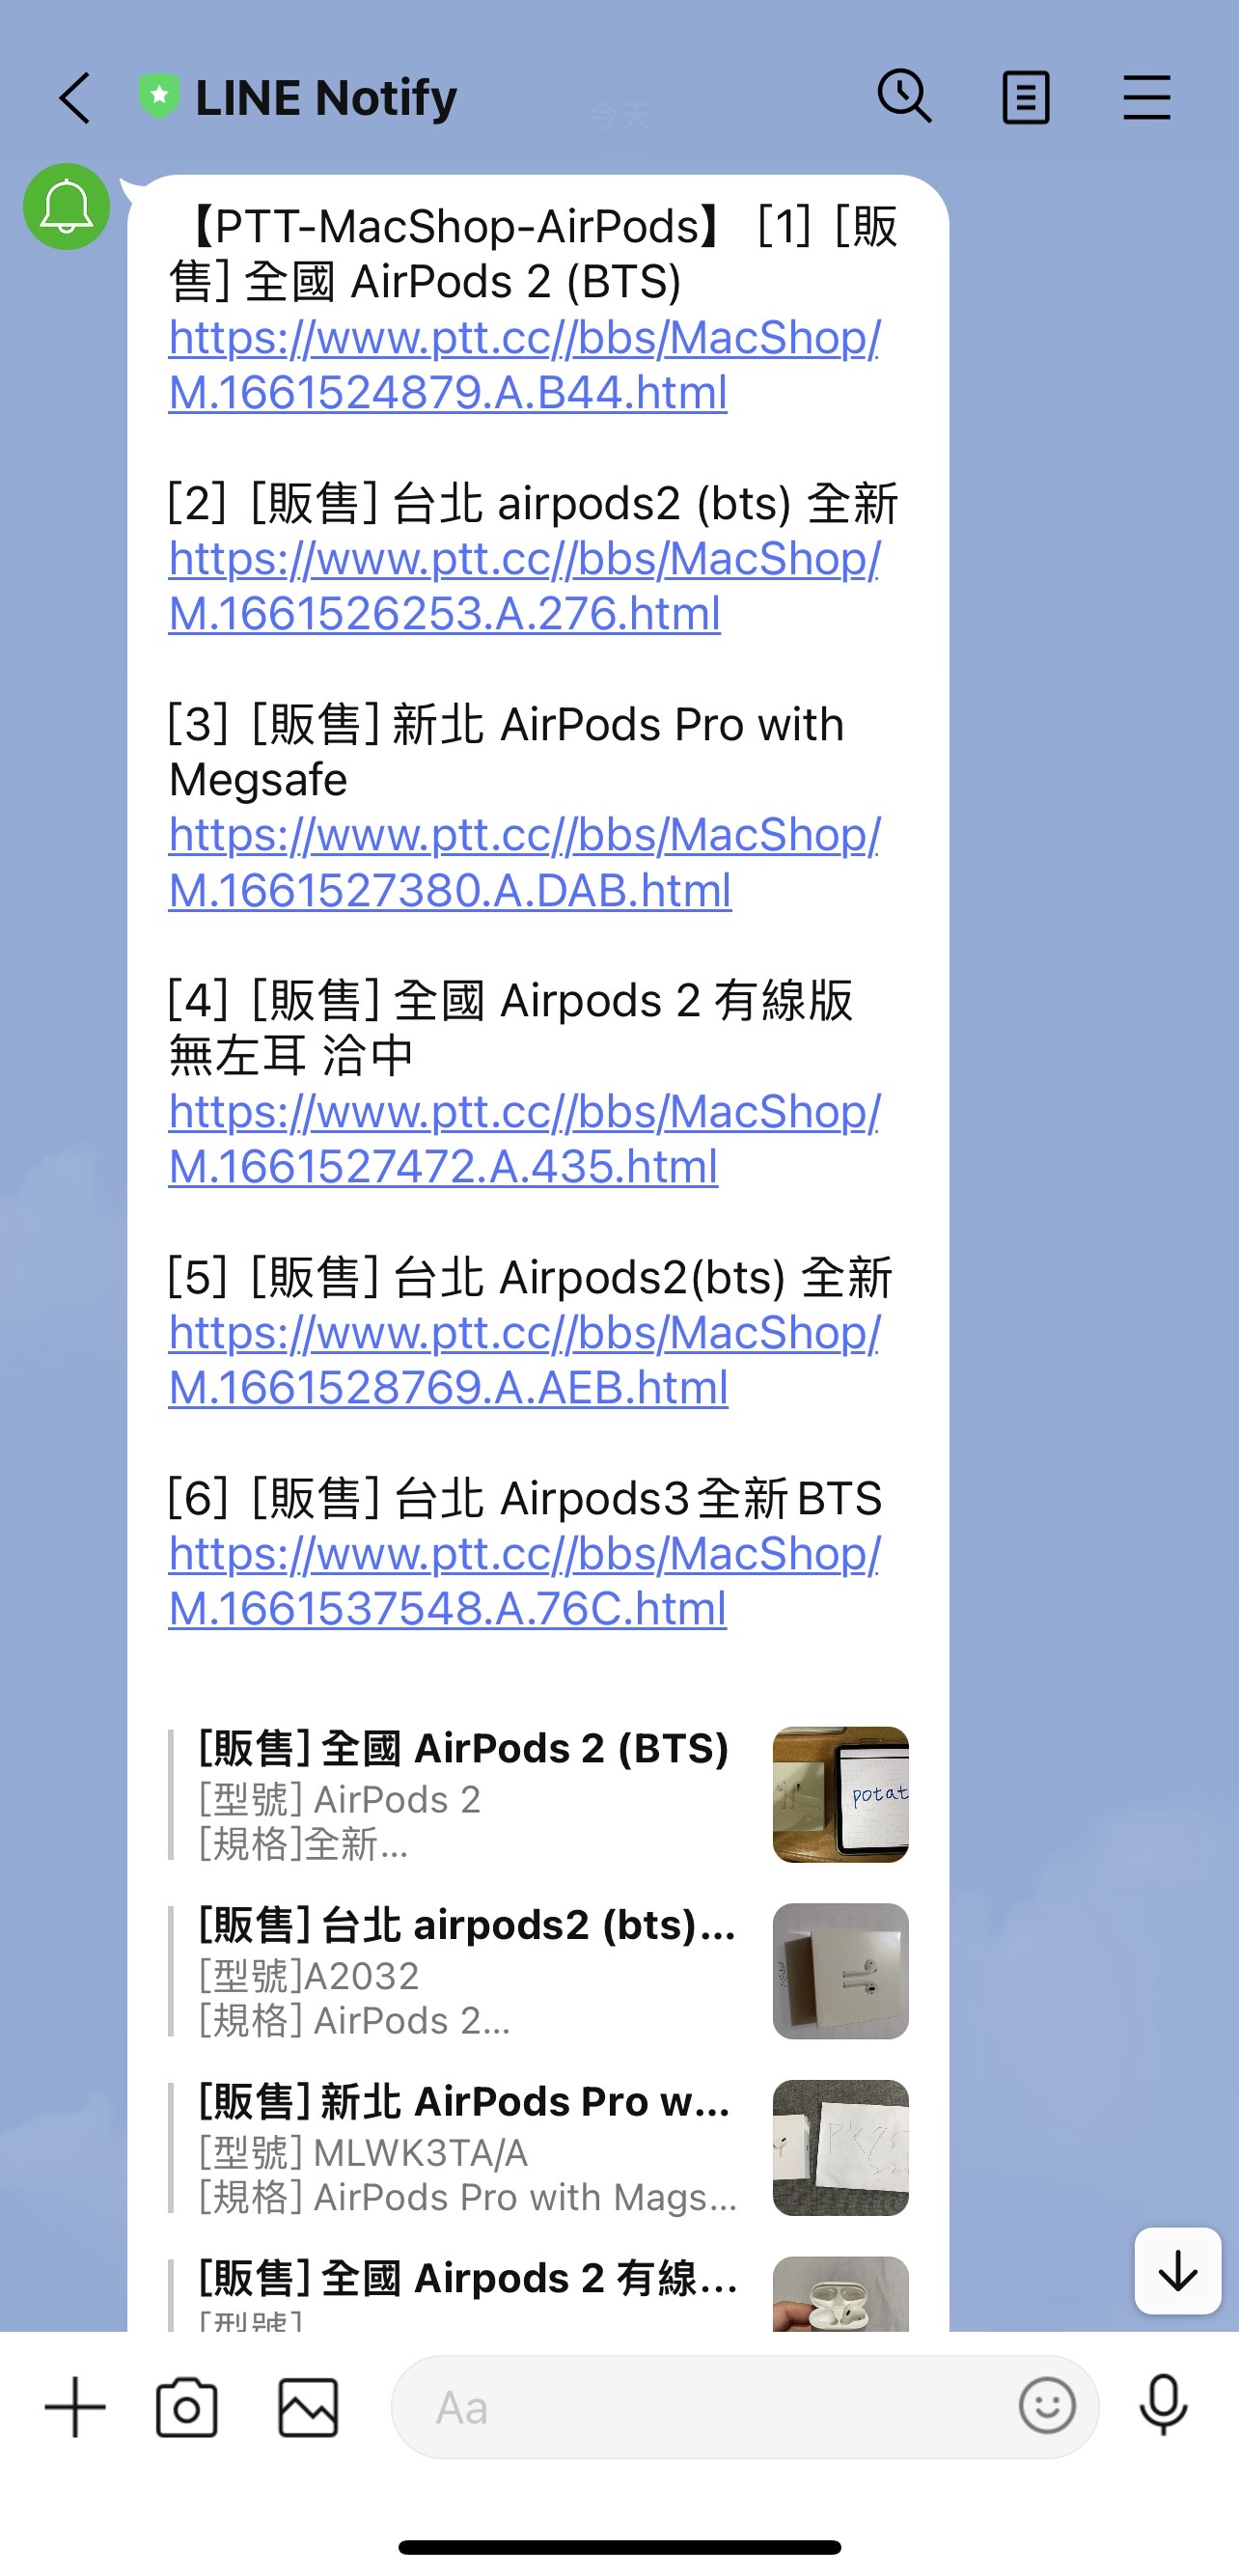 LINE Notify
今天
【PTT-MacShop-AirPods】 [1] [販
售] 全國 AirPods 2 (BTS)
https://www.ptt.cc//bbs/MacShop/
M.1661524879.A.B44.html
[2] [販售] 台北 airpods2 (bts) 全新
https://www.ptt.cc//bbs/MacShop/
M.1661526253.A.276.html
[3] [販售] 新北 AirPods Pro with
Megsafe
https://www.ptt.cc//bbs/MacShop/
M.1661527380.A.DAB.html
[4] [販售] 全國 Airpods 2 有線版
無左耳 洽中
https://www.ptt.cc//bbs/MacShop/
M.1661527472.A.435.html
[5] [販售] 台北 Airpods2(bts) 全新
https://www.ptt.cc//bbs/MacShop/
M.1661528769.A.AEB.html
[6] [販售] 台北 Airpods3全新BTS
https://www.ptt.cc//bbs/MacShop/
M.1661537548.A.76C.html
[販售] 全國 AirPods 2 (BTS)
[型號] AirPods 2
[規格]全新...
potat
[販售] 台北 airpods2 (bts)...
[型號]A2032
[規格] AirPods 2...
[販售] 新北 AirPods Pro w...
[型號] MLWK3TA/A
[規格] AirPods Pro with Mags...
[販售] 全國 Airpods 2 有線...
[型號]
Aa